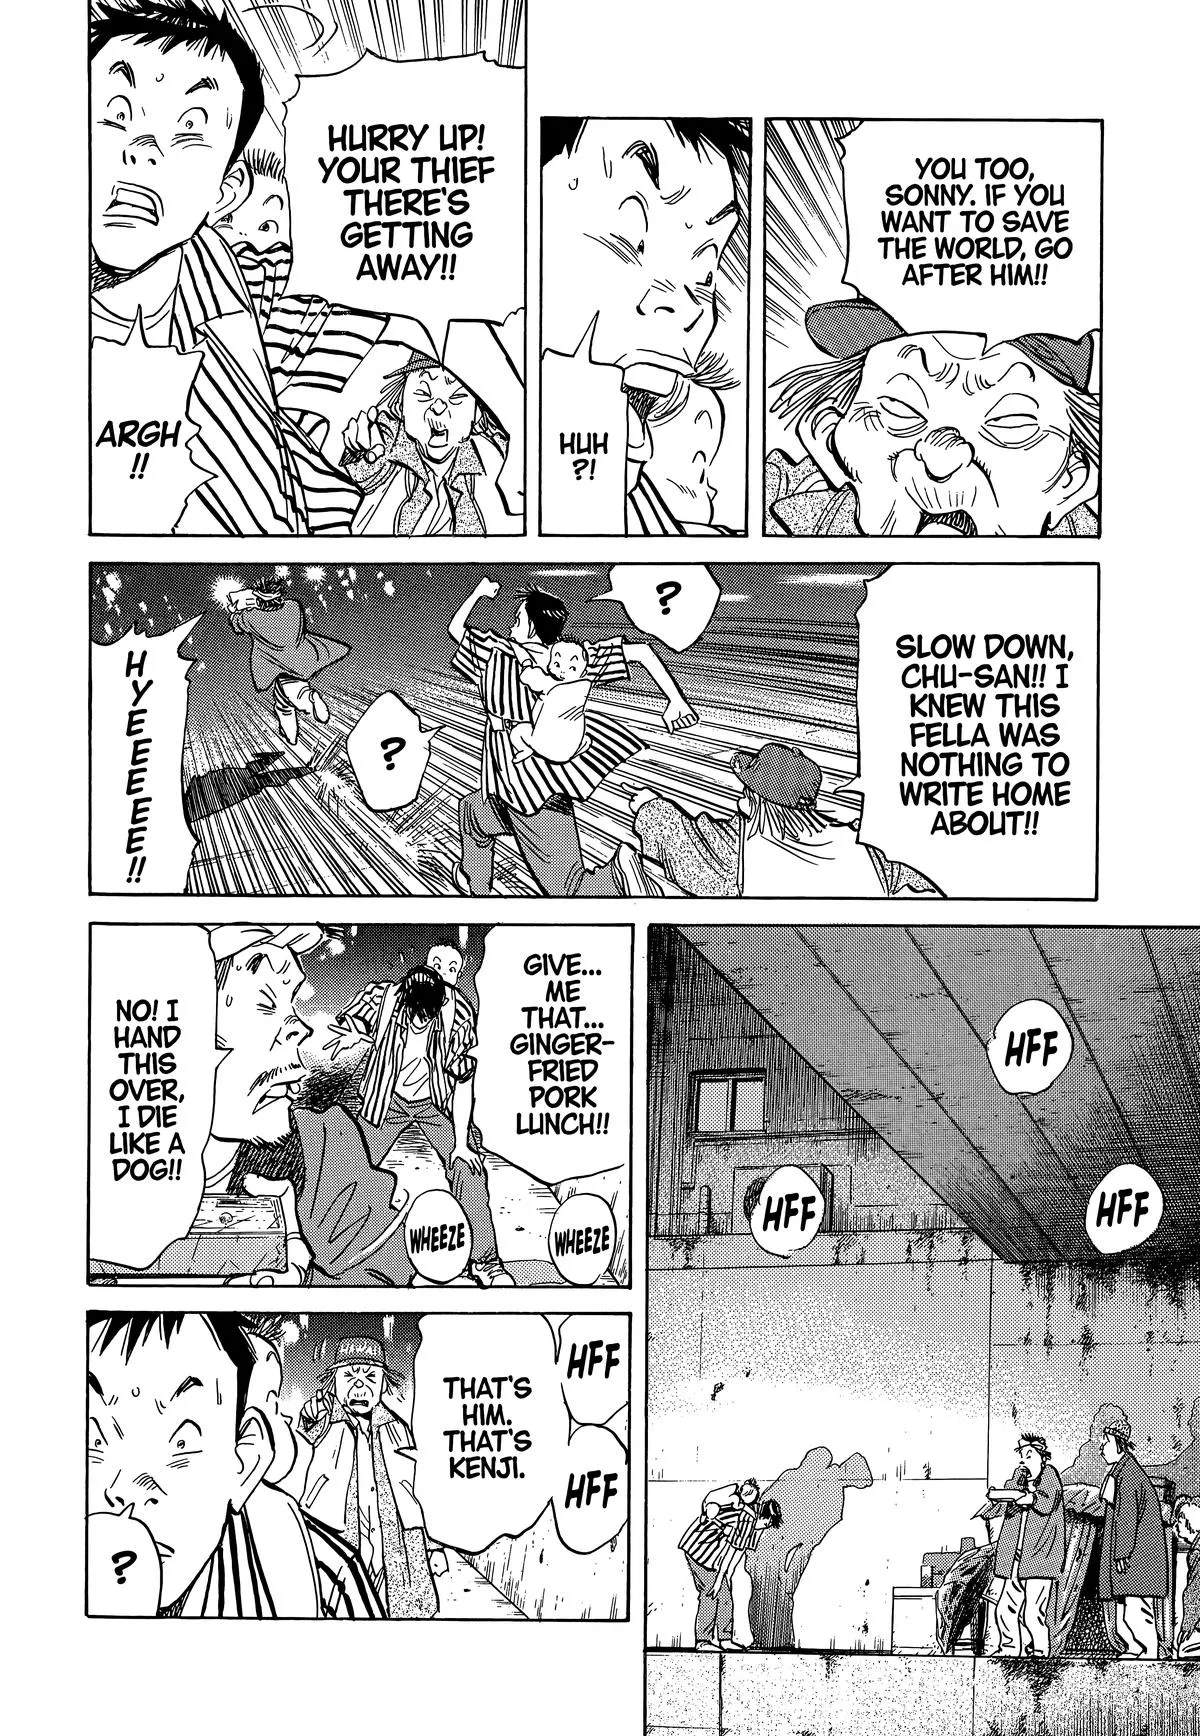 YOU TOO,
SONNY. IF YOU
WANT TO SAVE
THE WORLD, GO
AFTER HIM!!
HUH
?!
HURRY UP!
YOUR THIEF
THERE'S
GETTING
AWAY!!
ARGH
!!
SLOW DOWN,
CHU-SAN!! I
KNEW THIS
FELLA WAS
NOTHING TO
WRITE HOME
ABOUT!!
?
?
HYEEEEE!!
HFF
HFF
HFF
GIVE...
ME
THAT...
GINGER-
FRIED
PORK
LUNCH!!
WHEEZE
WHEEZE
NO! I
HAND
THIS
OVER,
I DIE
LIKE A
DOG!!
HFF
HFF
THAT'S
HIM.
THAT'S
KENJI.
?